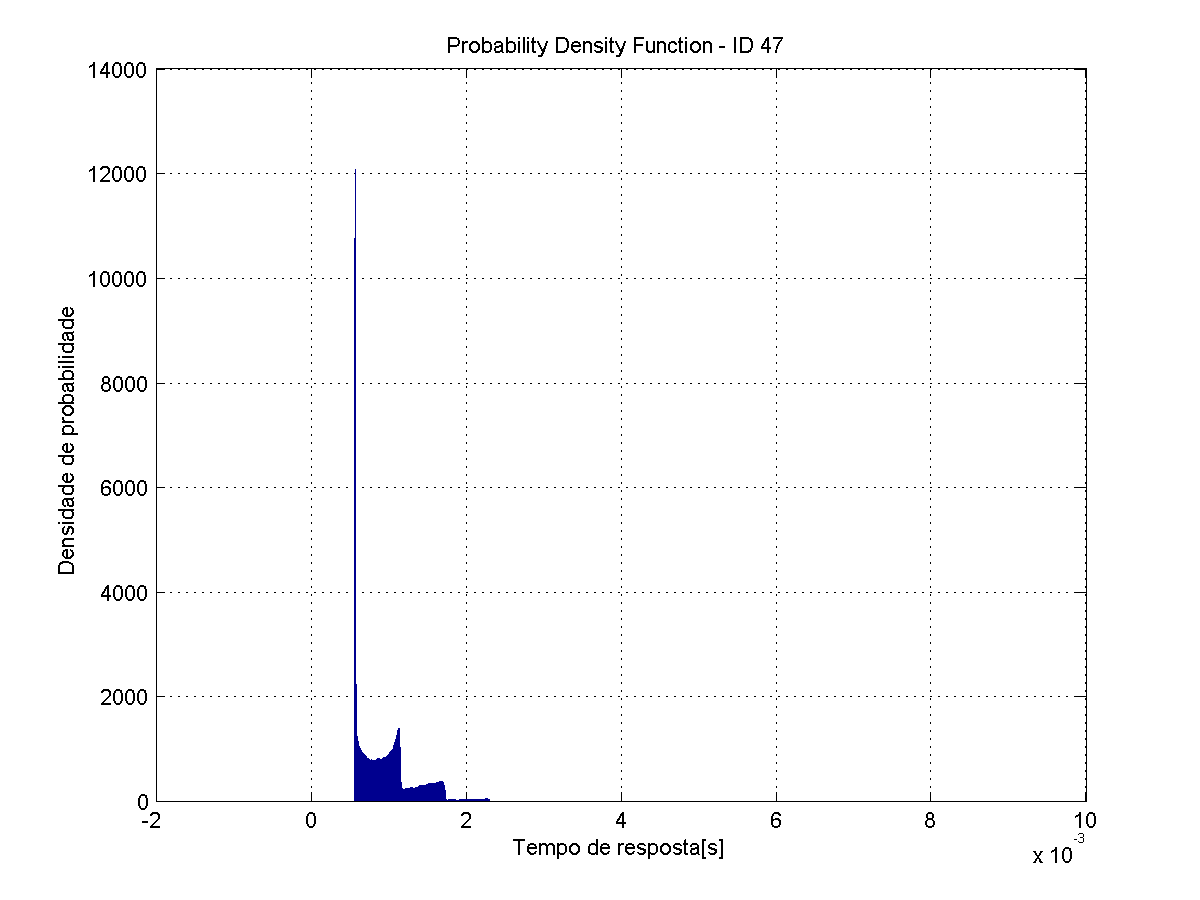 Probability Density Function - ID 47
14000
12000
10000
8000
6000
4000
2000
0
Densidade de probabilidade
-2 0 2 4 6 8 10
x 10-3
Tempo de resposta[s]